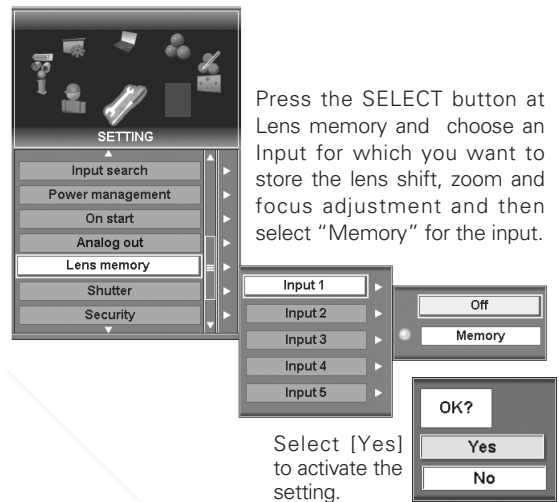 SETTING
Input search
Power management
On start
Analog out
Lens memory
Shutter
Security
Press the SELECT button at
Lens memory and choose an
Input for which you want to
store the lens shift, zoom and
focus adjustment and then
select “Memory” for the input.
Input 1
Input 2
Input 3
Input 4
Input 5
Off
Memory
Select [Yes]
to activate the
setting.
OK?
Yes
No